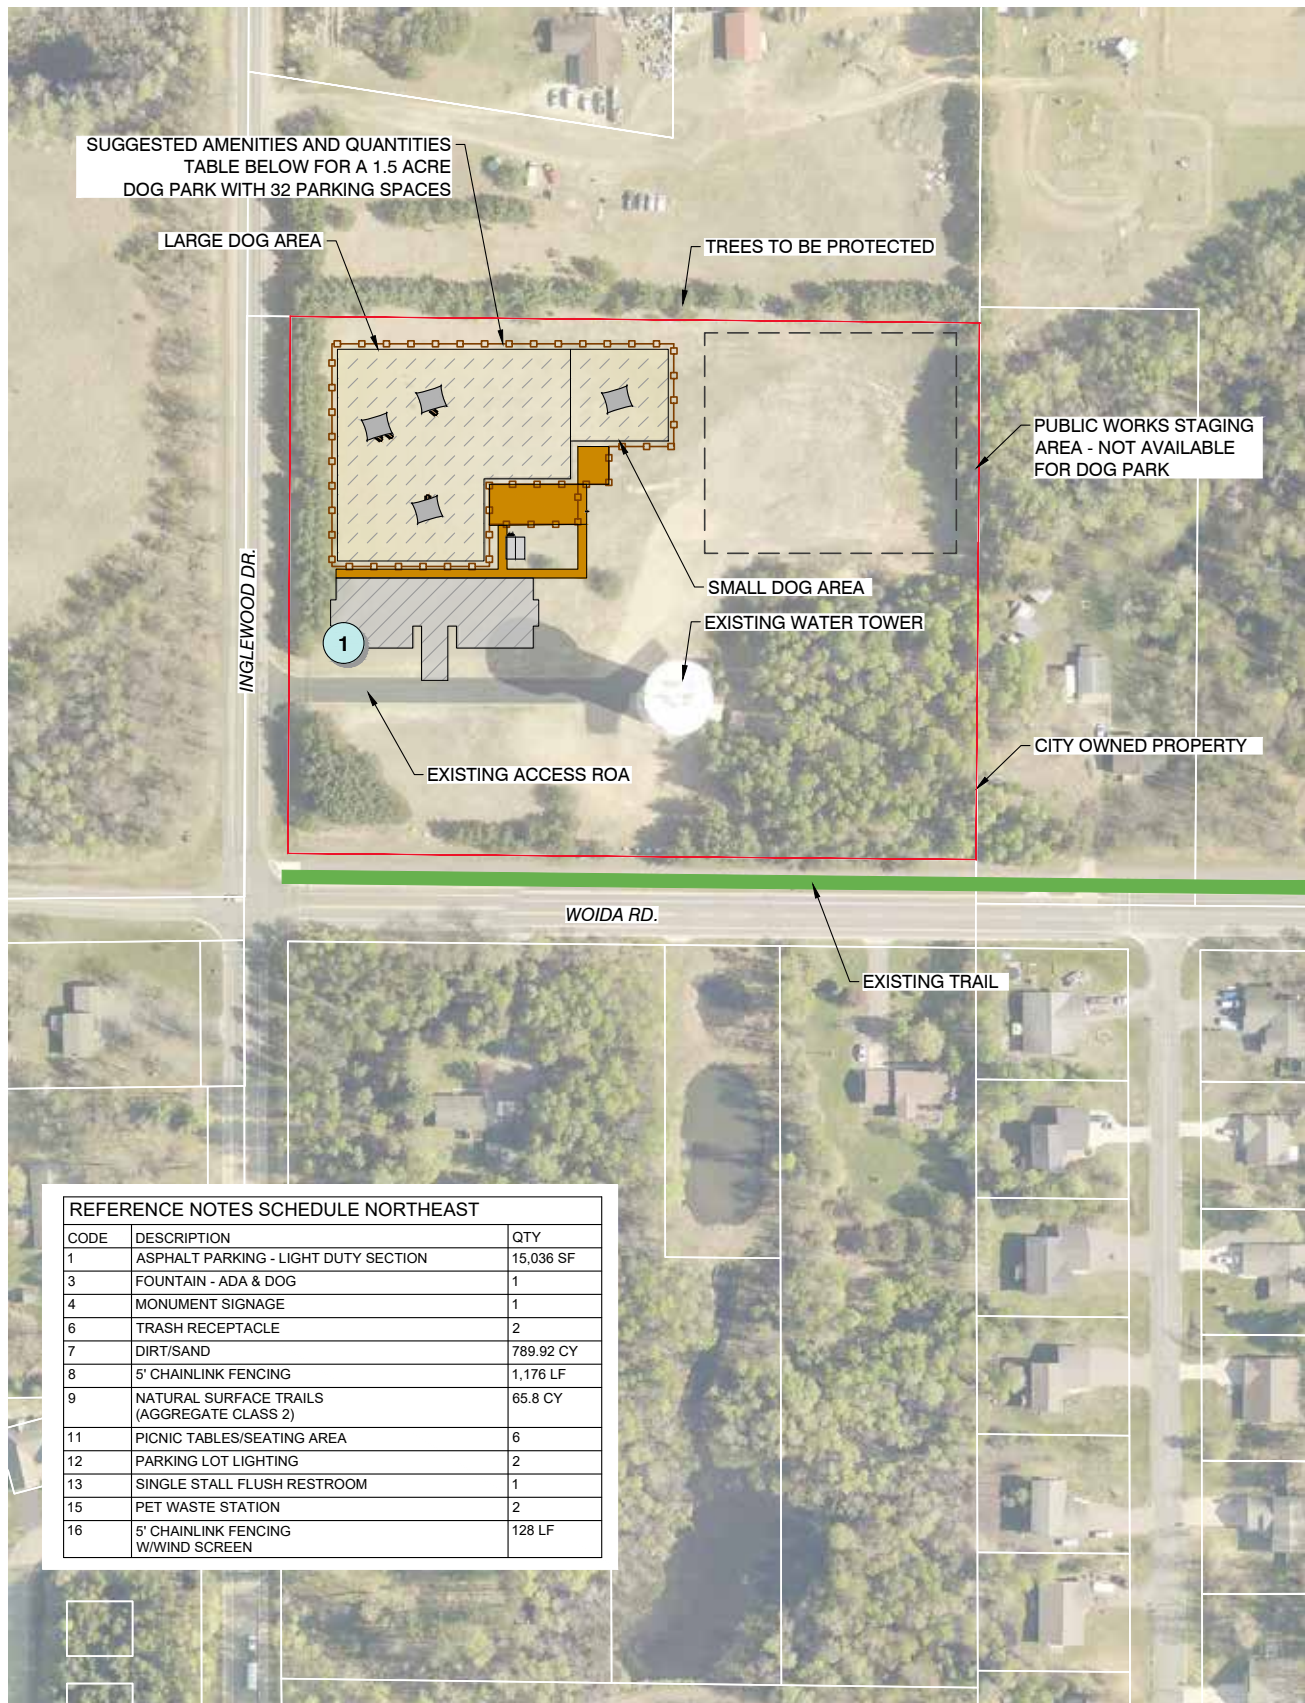 SUGGESTED AMENITIES AND QUANTITIES
TABLE BELOW FOR A 1.5 ACRE
DOG PARK WITH 32 PARKING SPACES
LARGE DOG AREA
TREES TO BE PROTECTED
PUBLIC WORKS STAGING
AREA - NOT AVAILABLE
FOR DOG PARK
SMALL DOG AREA
EXISTING WATER TOWER
INGLEWOOD DR.
1
CITY OWNED PROPERTY
EXISTING ACCESS ROA
WOIDA RD.
EXISTING TRAIL
REFERENCE NOTES SCHEDULE NORTHEAST
CODE DESCRIPTION QTY
1 ASPHALT PARKING - LIGHT DUTY SECTION 15,036 SF
3 FOUNTAIN - ADA & DOG 1
4 MONUMENT SIGNAGE 1
6 TRASH RECEPTACLE 2
7 DIRT/SAND 789.92 CY
8 5' CHAINLINK FENCING 1,176 LF
9 NATURAL SURFACE TRAILS 65.8 CY
(AGGREGATE CLASS 2)
11 PICNIC TABLES/SEATING AREA 6
12 PARKING LOT LIGHTING 2
13 SINGLE STALL FLUSH RESTROOM 1
15 PET WASTE STATION 2
16 5' CHAINLINK FENCING 128 LF
W/WIND SCREEN